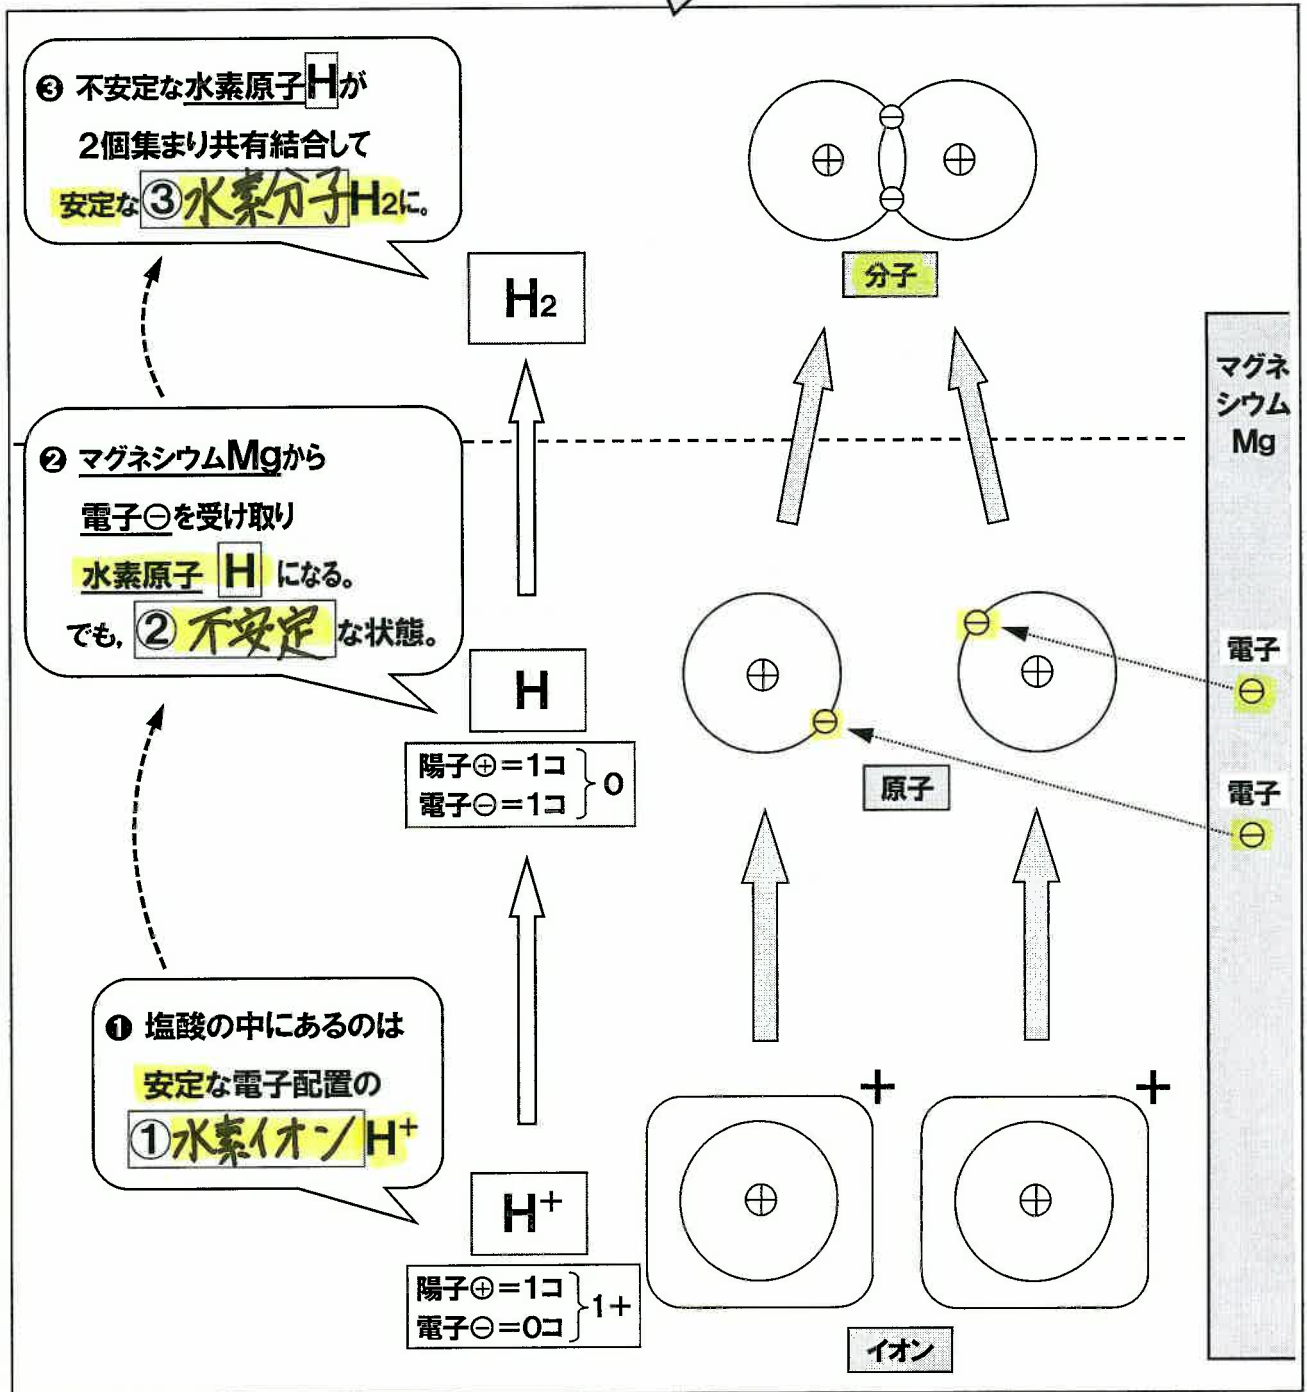 ❸ 不安定な水素原子Hが
2個集まり共有結合して
安定な③水素分子H2に。
H2
分子
マグネ
シウム
Mg
❷ マグネシウムMgから
電子⊖を受け取り
水素原子 H になる。
でも,②不安定な状態。
H
陽子⊕=1コ
電子⊖=1コ
0
⊕ ⊕
⊖
⊖
原子
電子
⊖
電子
⊖
❶ 塩酸の中にあるのは
安定な電子配置の
①水素イオンH+
H+
陽子⊕=1コ
電子⊖=0コ
1+
+ +
⊕ ⊕
イオン